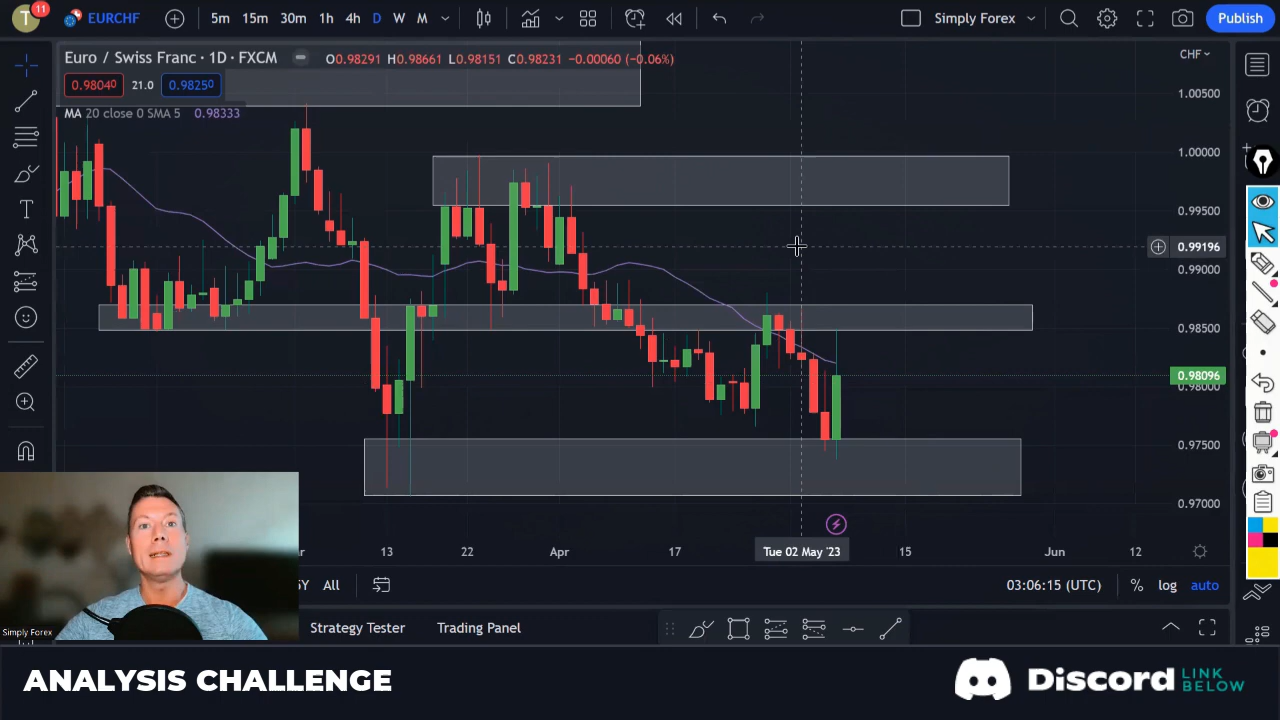 T
11
EURCHF
5m 15m 30m 1h 4h D W M
Simply Forex
Publish
Euro / Swiss Franc · 1D · FXCM
O0.98291 H0.98661 L0.98151 C0.98231 −0.00060 (−0.06%)
0.98040 21.0 0.98250
MA 20 close 0 SMA 5 0.98333
CHF
1.00500
1.00000
0.99500
0.99196
0.99000
0.98500
0.98096
0.98000
0.97500
0.97000
13 22 Apr 17 Tue 02 May '23 15 Jun 12
All
03:06:15 (UTC) % log auto
Strategy Tester Trading Panel
Simply Forex
ANALYSIS CHALLENGE
Discord LINK BELOW